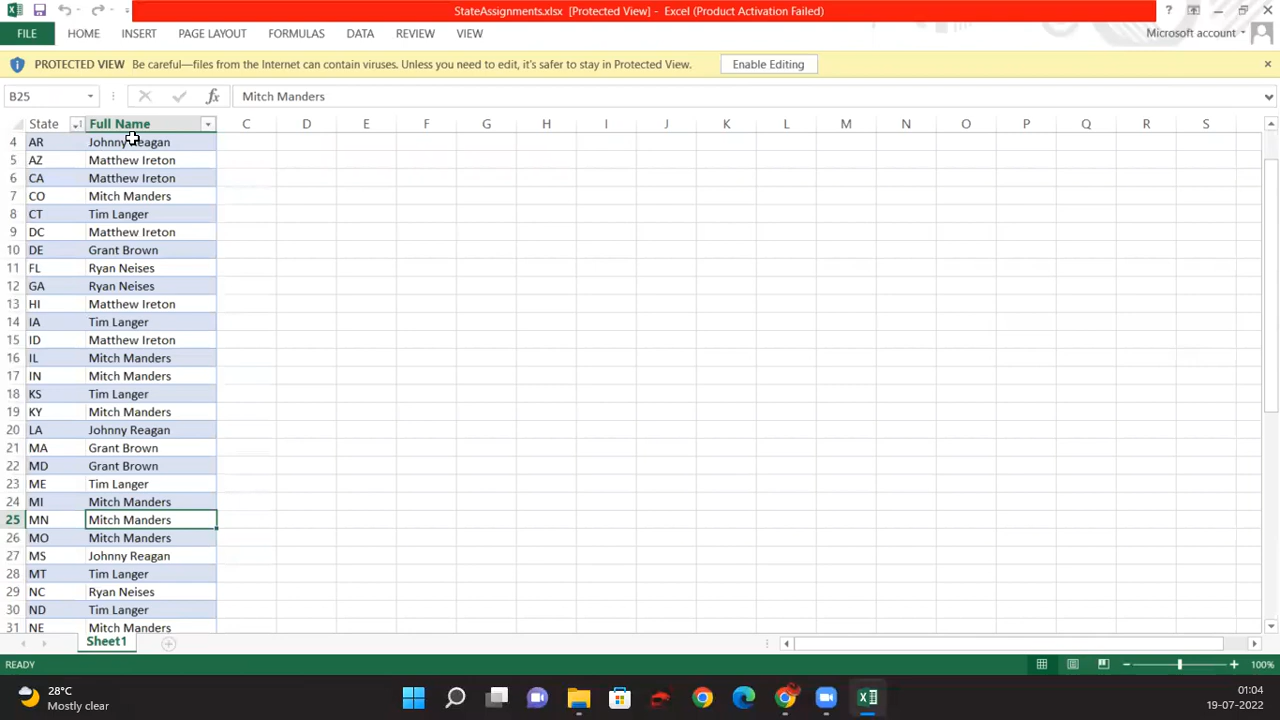 StateAssignments.xlsx [Protected View] - Excel (Product Activation Failed)
FILE HOME INSERT PAGE LAYOUT FORMULAS DATA REVIEW VIEW Microsoft account
PROTECTED VIEW Be careful—files from the Internet can contain viruses. Unless you need to edit, it's safer to stay in Protected View. Enable Editing
B25 fx Mitch Manders
State Full Name C D E F G H I J K L M N O P Q R S
4 AR Johnny Reagan
5 AZ Matthew Ireton
6 CA Matthew Ireton
7 CO Mitch Manders
8 CT Tim Langer
9 DC Matthew Ireton
10 DE Grant Brown
11 FL Ryan Neises
12 GA Ryan Neises
13 HI Matthew Ireton
14 IA Tim Langer
15 ID Matthew Ireton
16 IL Mitch Manders
17 IN Mitch Manders
18 KS Tim Langer
19 KY Mitch Manders
20 LA Johnny Reagan
21 MA Grant Brown
22 MD Grant Brown
23 ME Tim Langer
24 MI Mitch Manders
25 MN Mitch Manders
26 MO Mitch Manders
27 MS Johnny Reagan
28 MT Tim Langer
29 NC Ryan Neises
30 ND Tim Langer
31 NE Mitch Manders
Sheet1
READY 100%
28°C 01:04
Mostly clear 19-07-2022